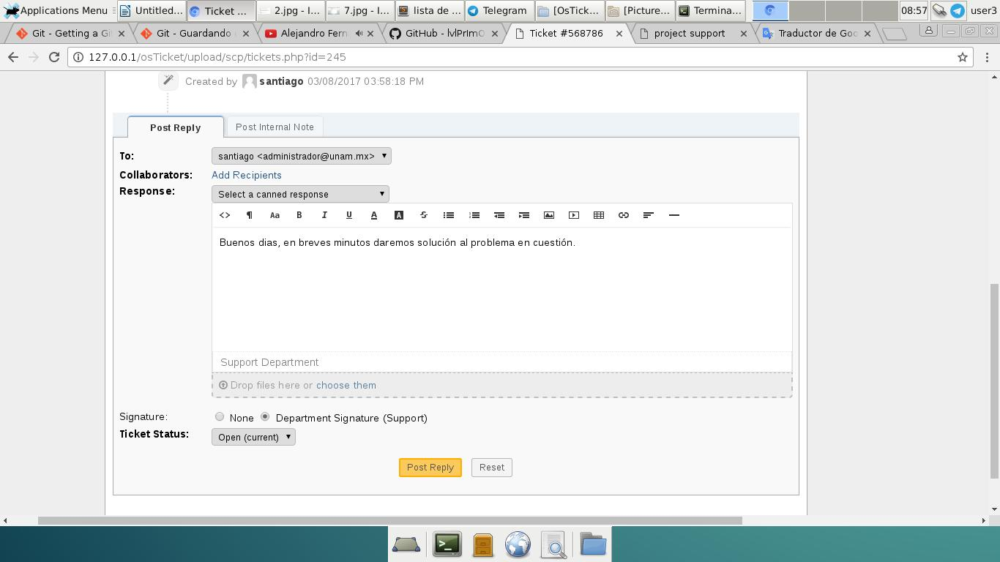 Applications Menu Untitled... Ticket ... 2.jpg - I... 7.jpg - I... lista de ... Telegram [OsTick... [Picture... Termina... 08:57 user3
Git - Getting a Gi Git - Guardando Alejandro Fern GitHub - lvlPr1mO Ticket #568786 project support Traductor de Goo
127.0.0.1/osTicket/upload/scp/tickets.php?id=245
Created by santiago 03/08/2017 03:58:18 PM
Post Reply Post Internal Note
To: santiago <administrador@unam.mx>
Collaborators: Add Recipients
Response: Select a canned response
<> ¶ Aa B I U A A S
Buenos dias, en breves minutos daremos solución al problema en cuestión.
Support Department
Drop files here or choose them
Signature: None Department Signature (Support)
Ticket Status: Open (current)
Post Reply Reset